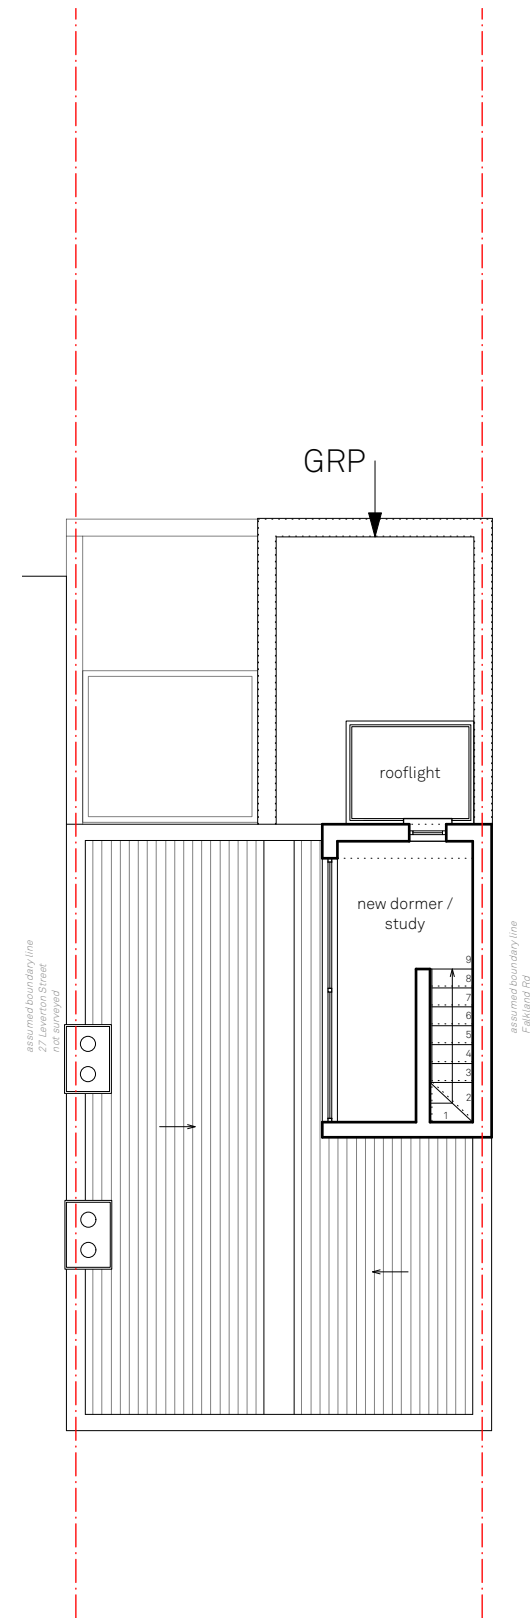 GRP
rooflight
new dormer /
study
assumed boundary line
27 Leverton Street
not surveyed
assumed boundary line
Falkland Rd
9
8
7
6
5
4
3
2
1